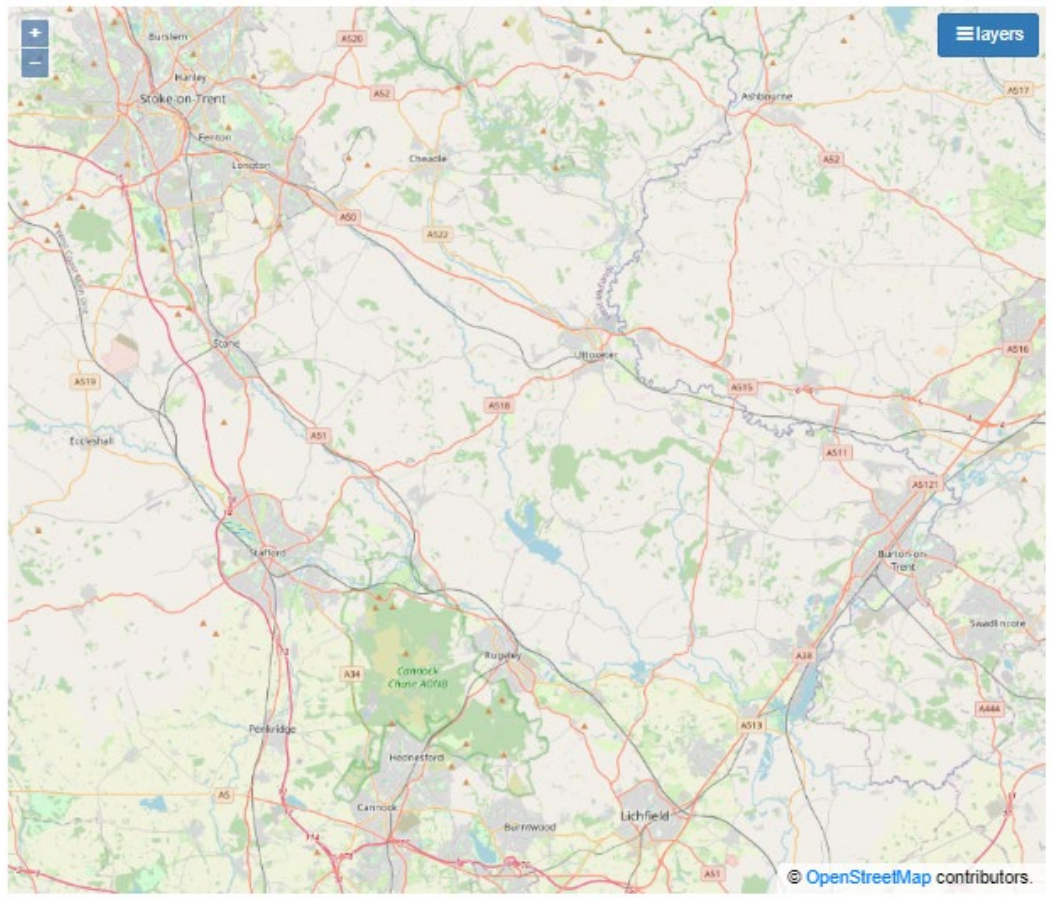 +
−
layers
Burslem
A520
Hanley
A52
Stoke-on-Trent
Ashbourne
A517
Fenton
Longton
Cheadle
A52
A50
A522
Stone
Uttoxeter
A516
A519
A515
A518
A51
Eccleshall
A511
A5121
Stafford
Burton-on-
Trent
Swadlincote
Rugeley
A38
A34
Cannock
Chase AONB
A444
Penkridge
A513
Hednesford
A5
Cannock
Lichfield
Burntwood
A51
© OpenStreetMap contributors.